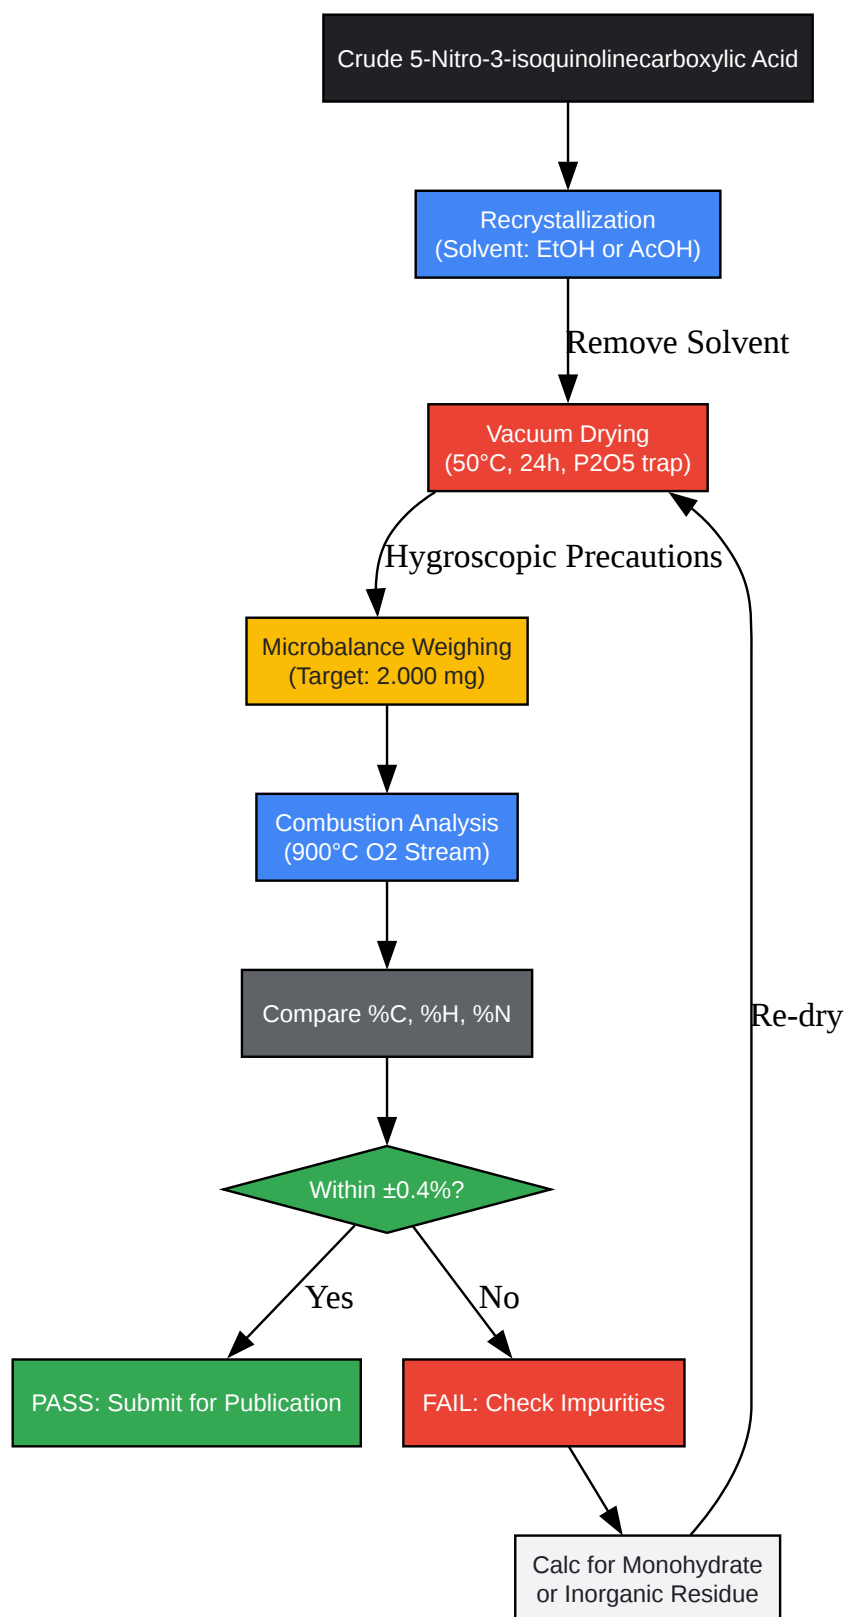 Crude 5-Nitro-3-isoquinolinecarboxylic Acid
Recrystallization
(Solvent: EtOH or AcOH)
Remove Solvent
Vacuum Drying
(50°C, 24h, P2O5 trap)
Hygroscopic Precautions
Microbalance Weighing
(Target: 2.000 mg)
Combustion Analysis
(900°C O2 Stream)
Compare %C, %H, %N
Re-dry
Within ±0.4%?
Yes
No
PASS: Submit for Publication
FAIL: Check Impurities
Calc for Monohydrate
or Inorganic Residue